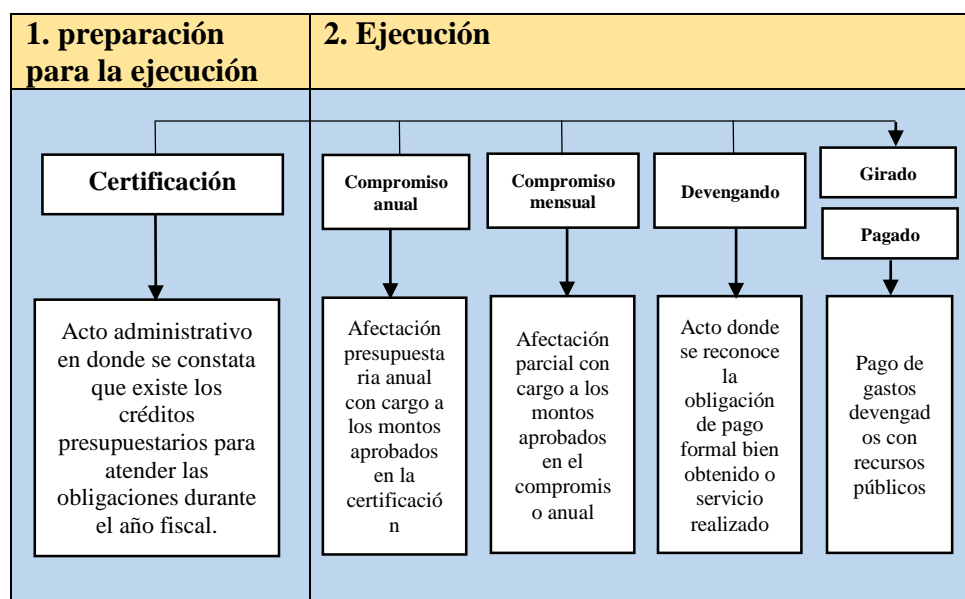 1. preparación
para la ejecución
2. Ejecución
Certificación
Compromiso
anual
Compromiso
mensual
Devengando
Girado
Pagado
Acto administrativo
en donde se constata
que existe los
créditos
presupuestarios para
atender las
obligaciones durante
el año fiscal.
Afectación
presupuesta
ria anual
con cargo a
los montos
aprobados
en la
certificació
n
Afectación
parcial con
cargo a los
montos
aprobados
en el
compromis
o anual
Acto donde
se reconoce
la
obligación
de pago
formal bien
obtenido o
servicio
realizado
Pago de
gastos
devengad
os con
recursos
públicos